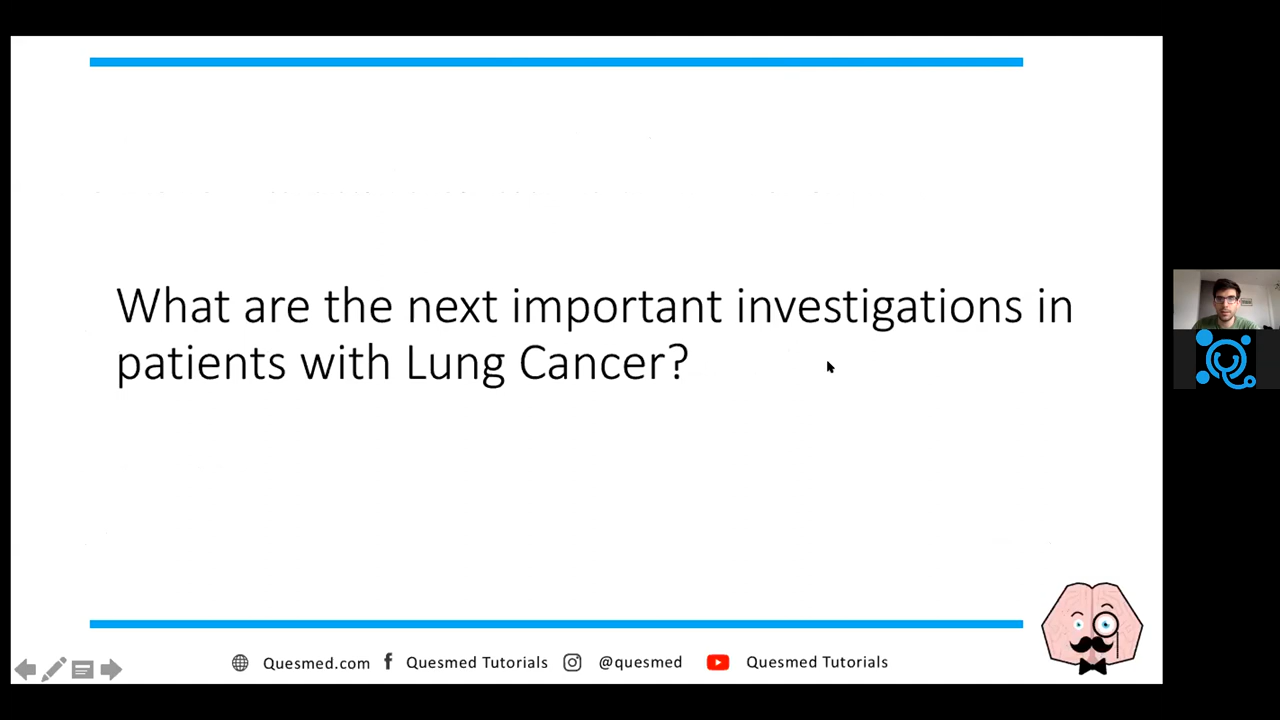 What are the next important investigations in
patients with Lung Cancer?
Quesmed.com Quesmed Tutorials @quesmed Quesmed Tutorials